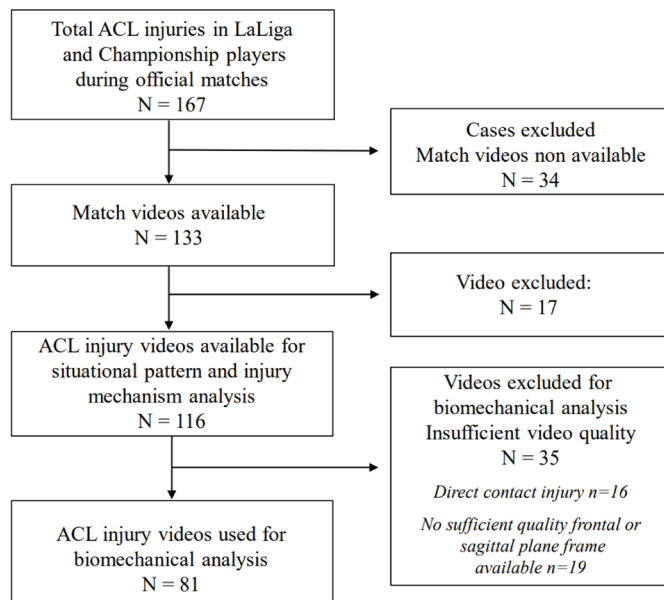 Total ACL injuries in LaLiga
and Championship players
during official matches
N = 167
Cases excluded
Match videos non available
N = 34
Match videos available
N = 133
Video excluded:
N = 17
ACL injury videos available for
situational pattern and injury
mechanism analysis
N = 116
Videos excluded for
biomechanical analysis
Insufficient video quality
N = 35
Direct contact injury n=16
No sufficient quality frontal or
sagittal plane frame
available n=19
ACL injury videos used for
biomechanical analysis
N = 81